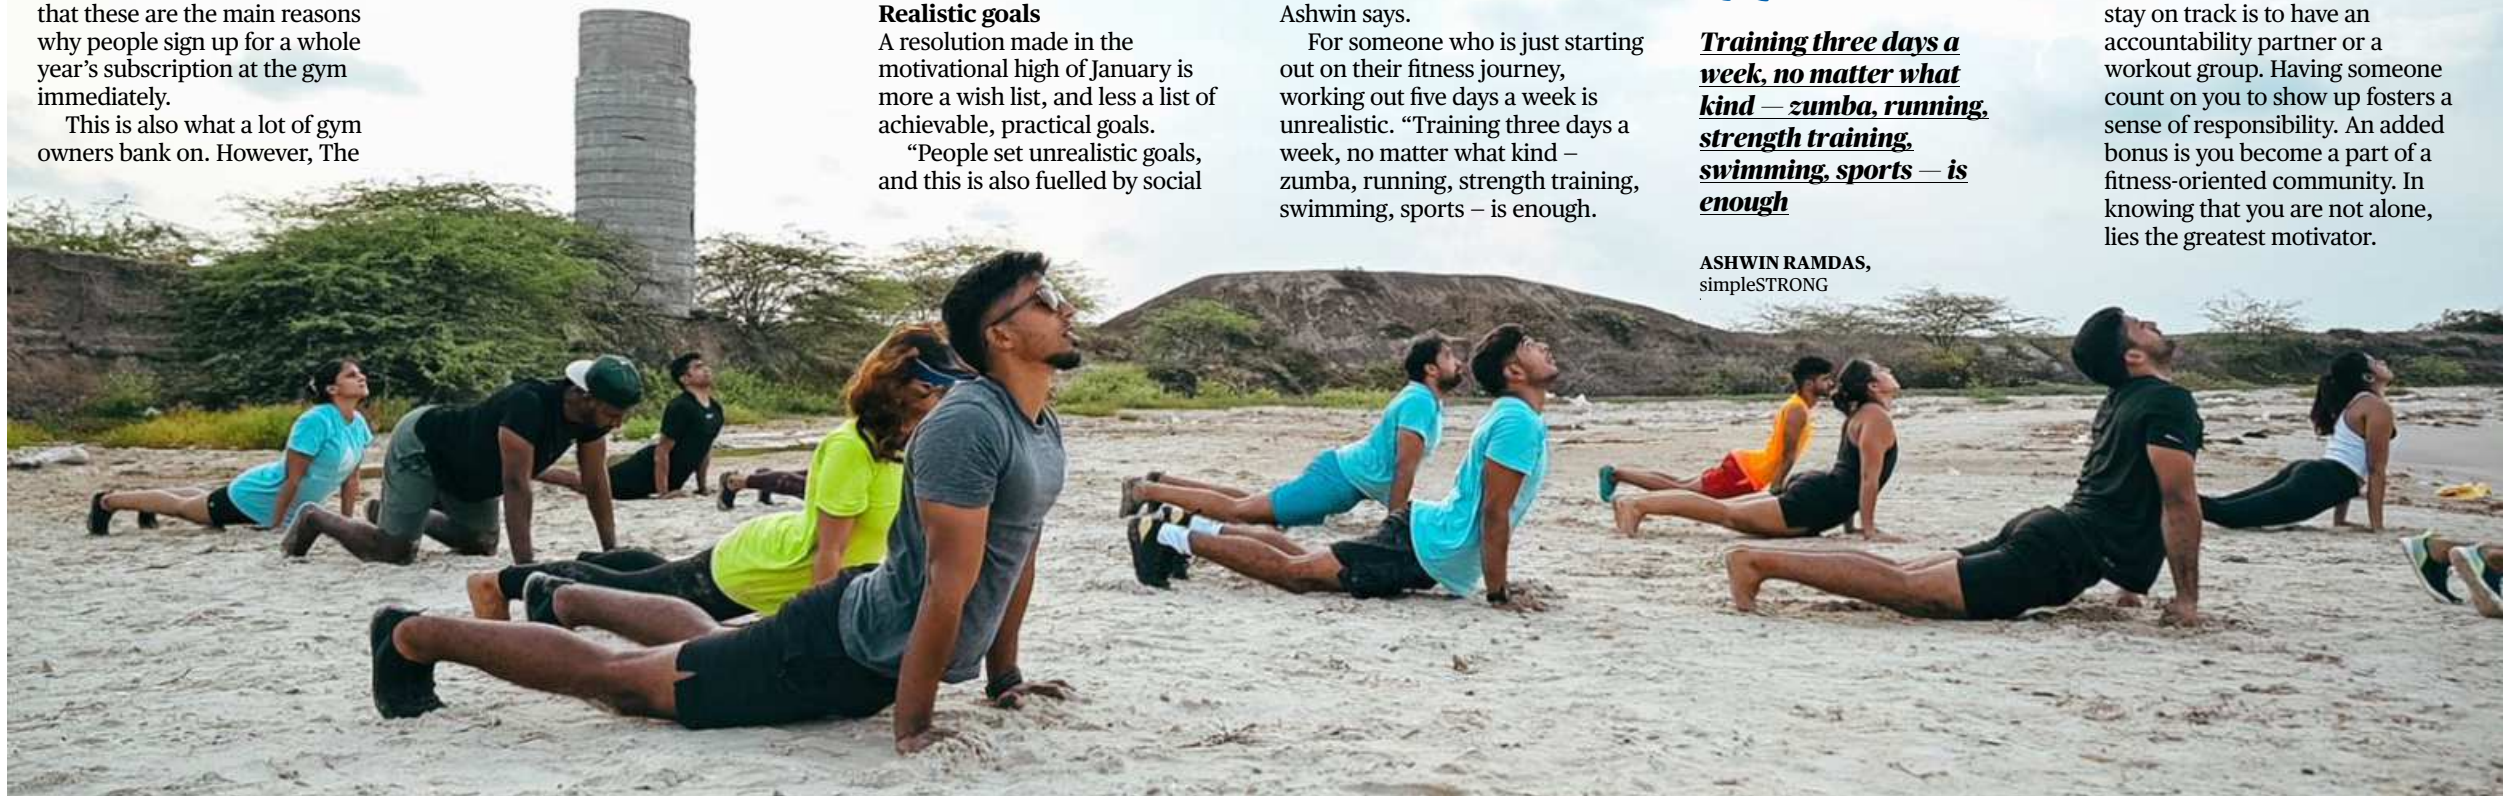 that these are the main reasons
why people sign up for a whole
year’s subscription at the gym
immediately.
This is also what a lot of gym
owners bank on. However, The
Realistic goals
A resolution made in the
motivational high of January is
more a wish list, and less a list of
achievable, practical goals.
“People set unrealistic goals,
and this is also fuelled by social
Ashwin says.
For someone who is just starting
out on their fitness journey,
working out five days a week is
unrealistic. “Training three days a
week, no matter what kind –
zumba, running, strength training,
swimming, sports – is enough.
Training three days a
week, no matter what
kind — zumba, running,
strength training,
swimming, sports — is
enough
ASHWIN RAMDAS,
simpleSTRONG
stay on track is to have an
accountability partner or a
workout group. Having someone
count on you to show up fosters a
sense of responsibility. An added
bonus is you become a part of a
fitness-oriented community. In
knowing that you are not alone,
lies the greatest motivator.